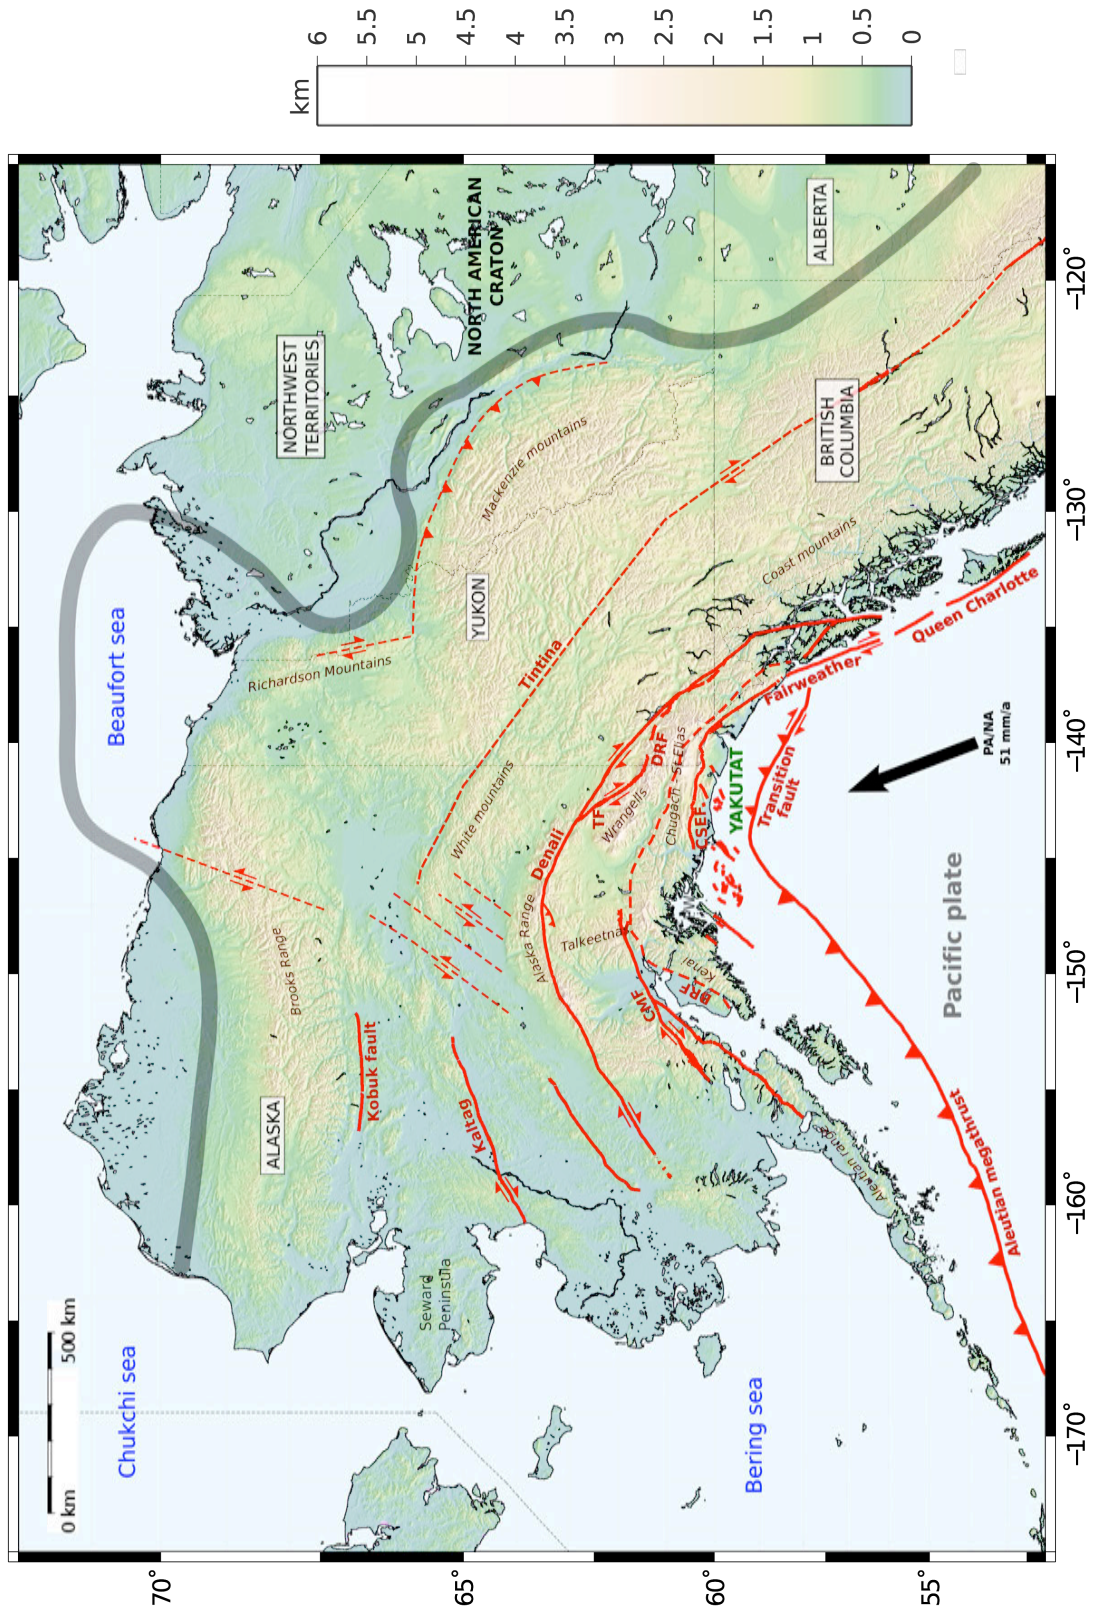 0 km
500 km
Chukchi sea
Beaufort sea
70°
65°
60°
55°
−170°
−160°
−150°
−140°
−130°
−120°
ALASKA
Brooks Range
Richardson Mountains
NORTHWEST
TERRITORIES
Kobuk fault
Seward
Peninstula
Kaltag
White mountains
Tintina
YUKON
Mackenzie mountains
NORTH AMERICAN
CRATON
Alaska Range
Denali
Talkeetnas
TF
Wrangells
DRF
Chugach
St Elias
CSEF
CMF
BRF
Kenai
YAKUTAT
Transition
fault
Fairweather
Queen Charlotte
Coast mountains
BRITISH
COLUMBIA
ALBERTA
Bering sea
Aleutian range
Aleutian megathrust
Pacific plate
PA/NA
51 mm/a
km
6
5.5
5
4.5
4
3.5
3
2.5
2
1.5
1
0.5
0